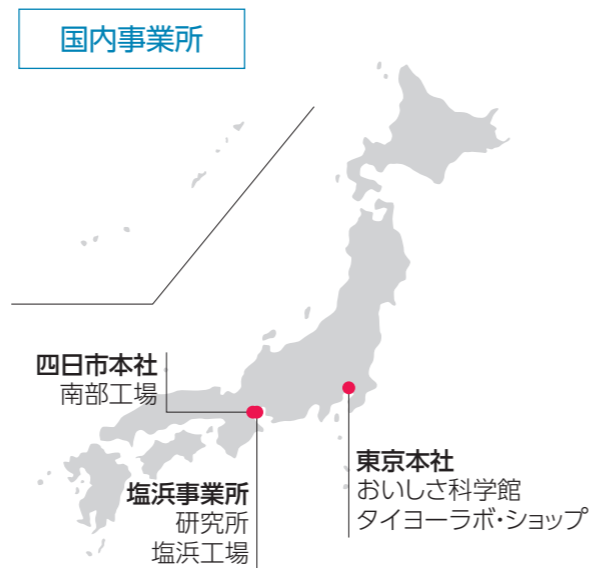 国内事業所
四日市本社
南部工場
塩浜事業所
研究所
塩浜工場
東京本社
おいしさ科学館
タイヨーラボ・ショップ